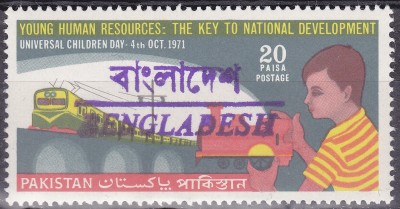 YOUNG HUMAN RESOURCES: THE KEY TO NATIONAL DEVELOPMENT
UNIVERSAL CHILDREN DAY - 4th OCT. 1971
20
PAISA
POSTAGE
বাংলাদেশ
BENGLADESH
PAKISTAN پاکستان পাকিস্তান